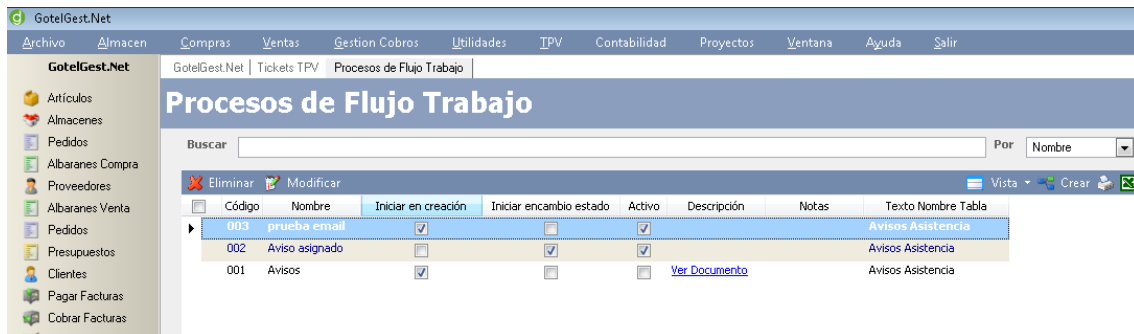 GotelGest.Net
Archivo Almacen Compras Ventas Gestion Cobros Utilidades TPV Contabilidad Proyectos Ventana Ayuda Salir
GotelGest.Net
GotelGest.Net Tickets TPV Procesos de Flujo Trabajo
Procesos de Flujo Trabajo
Artículos
Almacenes
Pedidos
Albaranes Compra
Proveedores
Albaranes Venta
Pedidos
Presupuestos
Clientes
Pagar Facturas
Cobrar Facturas
Buscar Por Nombre
Eliminar Modificar Vista Crear
Código Nombre Iniciar en creación Iniciar encambio estado Activo Descripción Notas Texto Nombre Tabla
003 prueba email Avisos Asistencia
002 Aviso asignado Avisos Asistencia
001 Avisos Ver Documento Avisos Asistencia